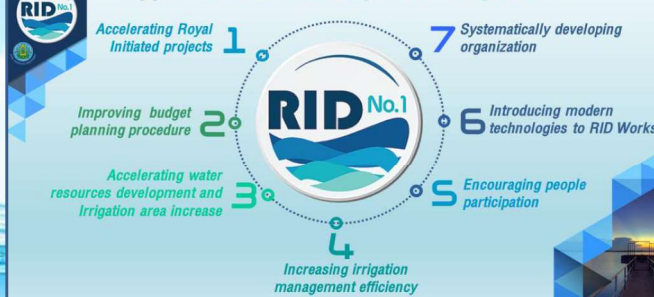 RID No.1
Accelerating Royal
Initiated projects
1
Improving budget
planning procedure
2
Accelerating water
resources development and
Irrigation area increase
3
RID No.1
4
Increasing irrigation
management efficiency
5
Encouraging people
participation
6
Introducing modern
technologies to RID Works
7
Systematically developing
organization